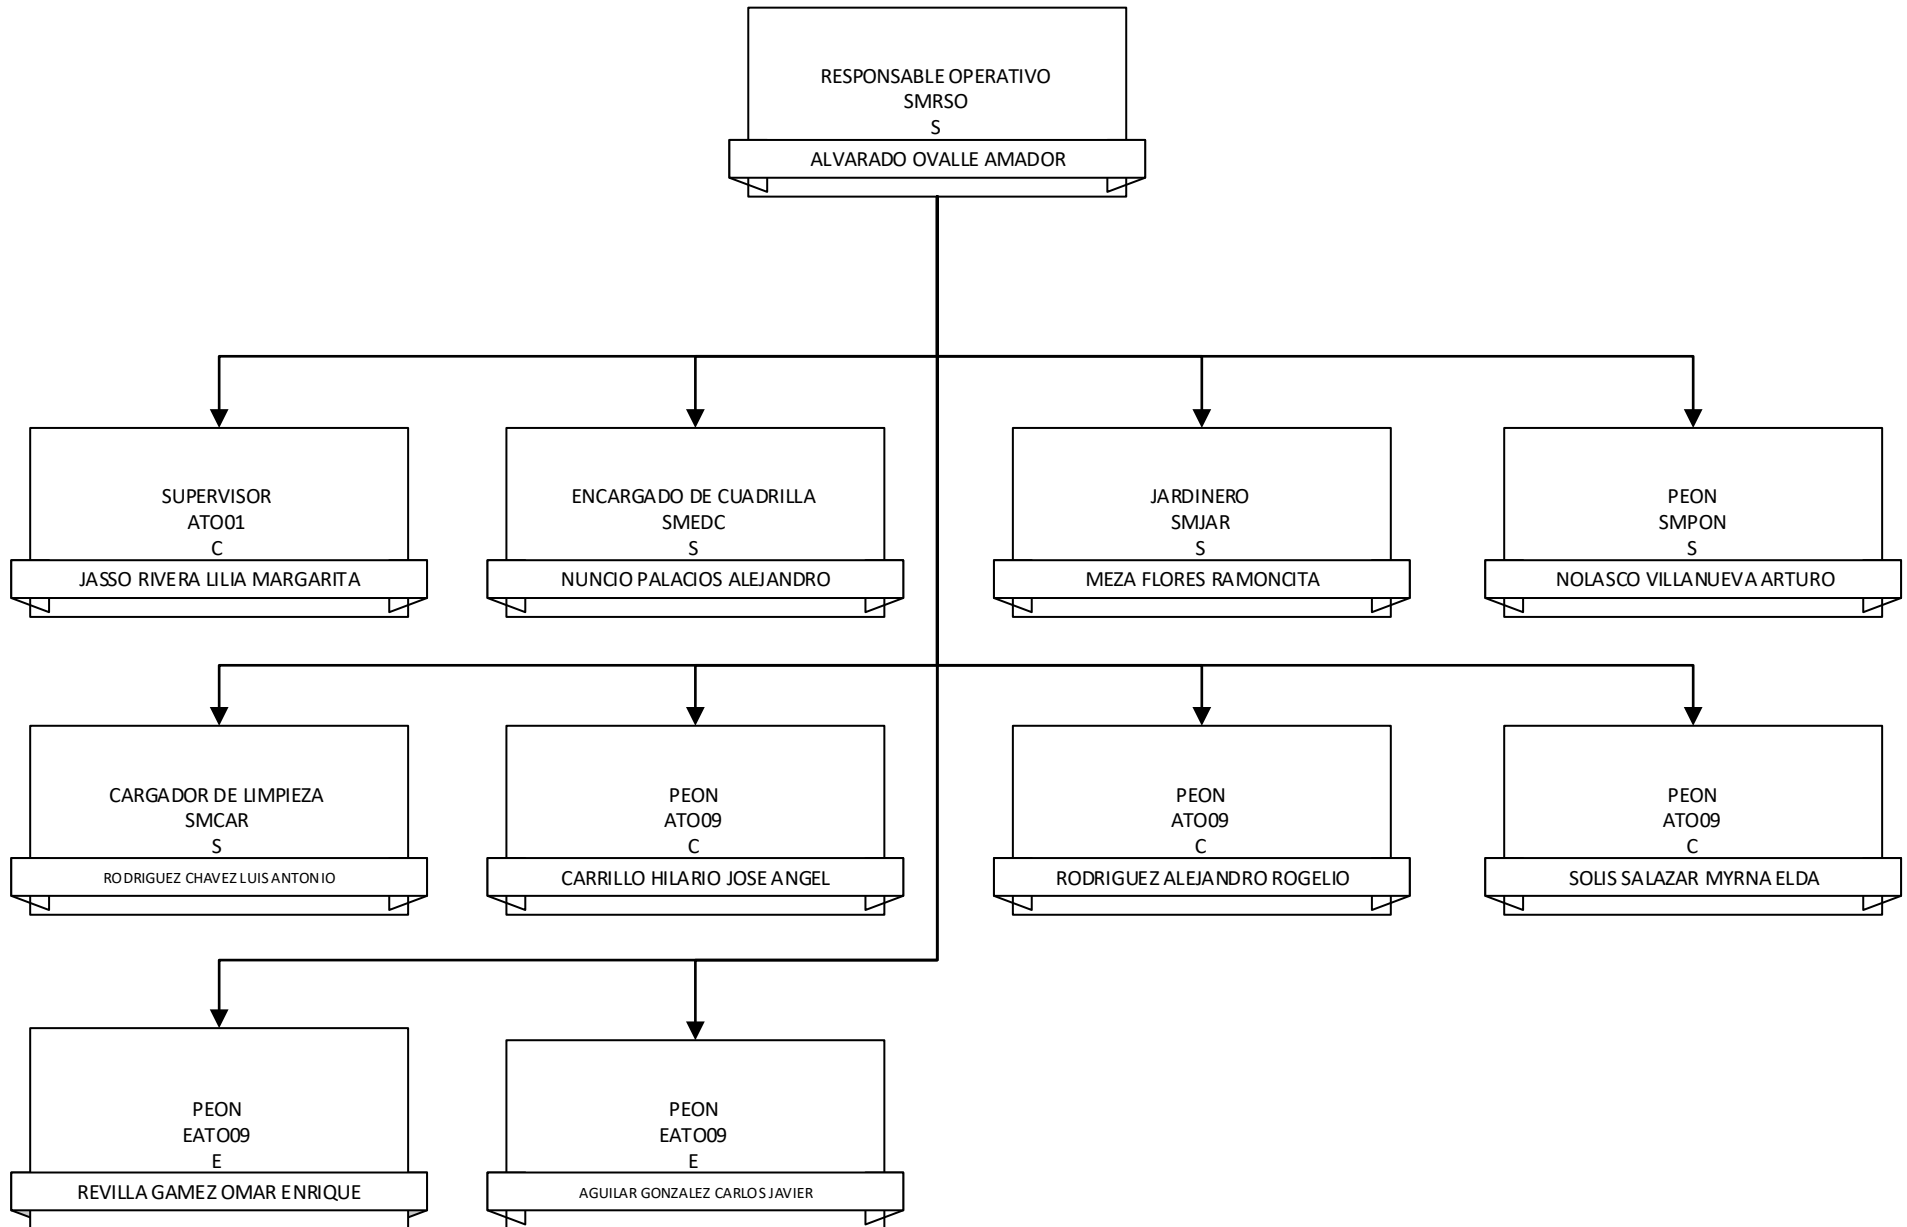 RESPONSABLE OPERATIVO
SMRSO
S
ALVARADO OVALLE AMADOR
SUPERVISOR
ATO01
C
JASSO RIVERA LILIA MARGARITA
ENCARGADO DE CUADRILLA
SMEDC
S
NUNCIO PALACIOS ALEJANDRO
JARDINERO
SMJAR
S
MEZA FLORES RAMONCITA
PEON
SMPON
S
NOLASCO VILLANUEVA ARTURO
CARGADOR DE LIMPIEZA
SMCAR
S
RODRIGUEZ CHAVEZ LUIS ANTONIO
PEON
ATO09
C
CARRILLO HILARIO JOSE ANGEL
PEON
ATO09
C
RODRIGUEZ ALEJANDRO ROGELIO
PEON
ATO09
C
SOLIS SALAZAR MYRNA ELDA
PEON
EATO09
E
REVILLA GAMEZ OMAR ENRIQUE
PEON
EATO09
E
AGUILAR GONZALEZ CARLOS JAVIER